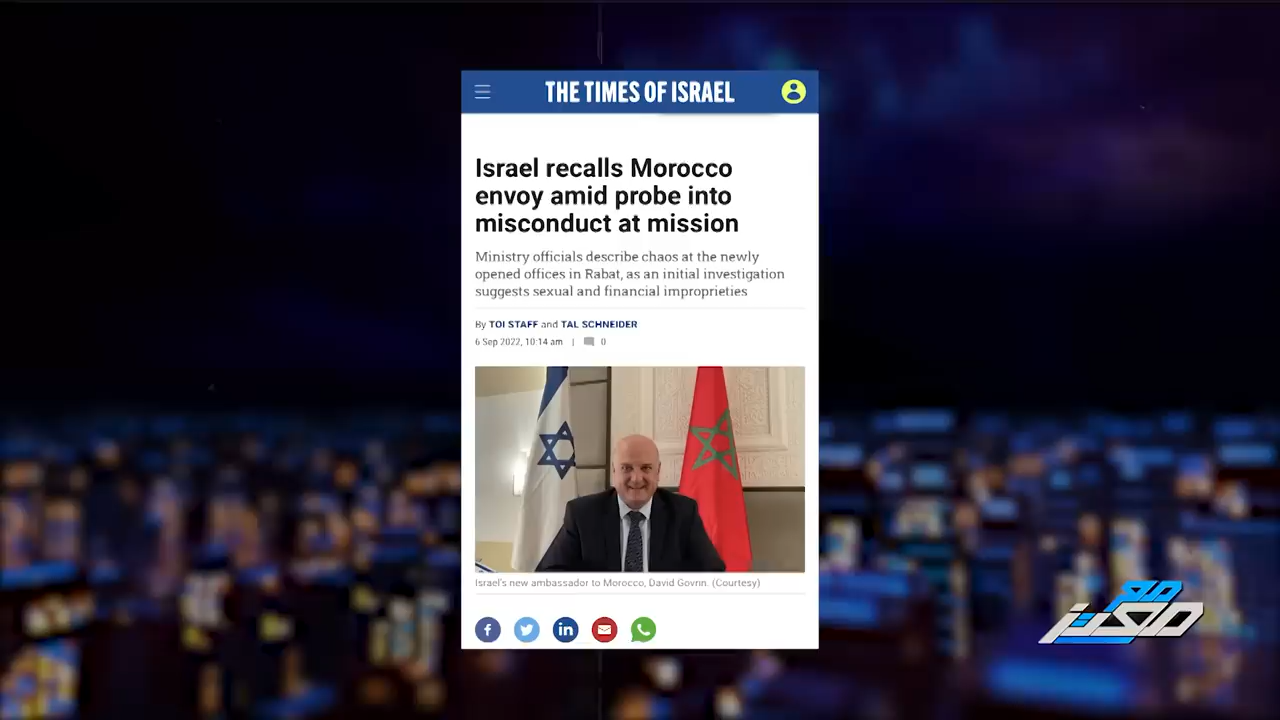 THE TIMES OF ISRAEL
Israel recalls Morocco
envoy amid probe into
misconduct at mission
Ministry officials describe chaos at the newly
opened offices in Rabat, as an initial investigation
suggests sexual and financial improprieties
By TOI STAFF and TAL SCHNEIDER
6 Sep 2022, 10:14 am | 0
Israel's new ambassador to Morocco, David Govrin. (Courtesy)
مع
معتز